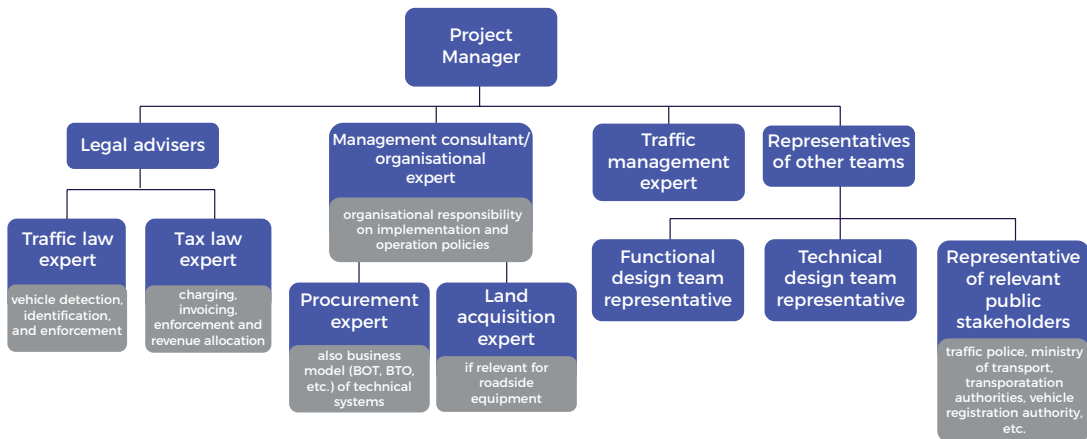 Project
Manager
Legal advisers
Management consultant/
organisational
expert
organisational responsibility
on implementation and
operation policies
Traffic
management
expert
Representatives
of other teams
Traffic law
expert
vehicle detection,
identification,
and enforcement
Tax law
expert
charging,
invoicing,
enforcement and
revenue allocation
Procurement
expert
also business
model (BOT, BTO,
etc.) of technical
systems
Land
acquisition
expert
if relevant for
roadside
equipment
Functional
design team
representative
Technical
design team
representative
Representative
of relevant
public
stakeholders
traffic police, ministry
of transport,
transporatation
authorities, vehicle
registration authority,
etc.